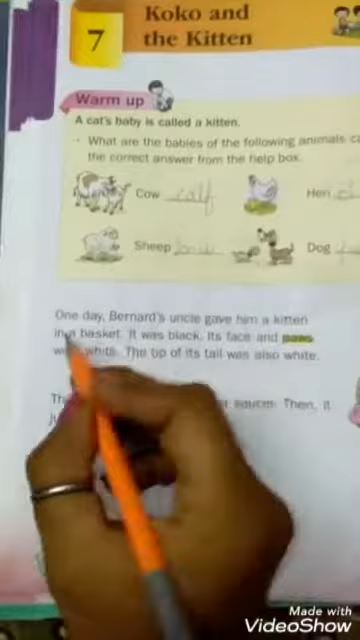 7
Koko and
the Kitten
Warm up
A cat's baby is called a kitten.
What are the babies of the following animals
the correct answer from the help box.
Cow calf
Hen
Sheep
Dog
One day, Bernard's uncle gave him a kitten
in a basket. It was black. Its face and paws
were white. The tip of its tail was also white.
saucer. Then, it
Made with
VideoShow